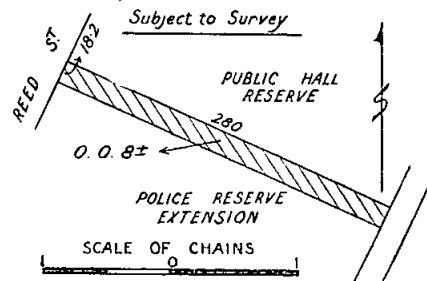 Subject to Survey
REED ST.
18·2
PUBLIC HALL
RESERVE
280
0.0.8±
POLICE RESERVE
EXTENSION
SCALE OF CHAINS
1 0 1